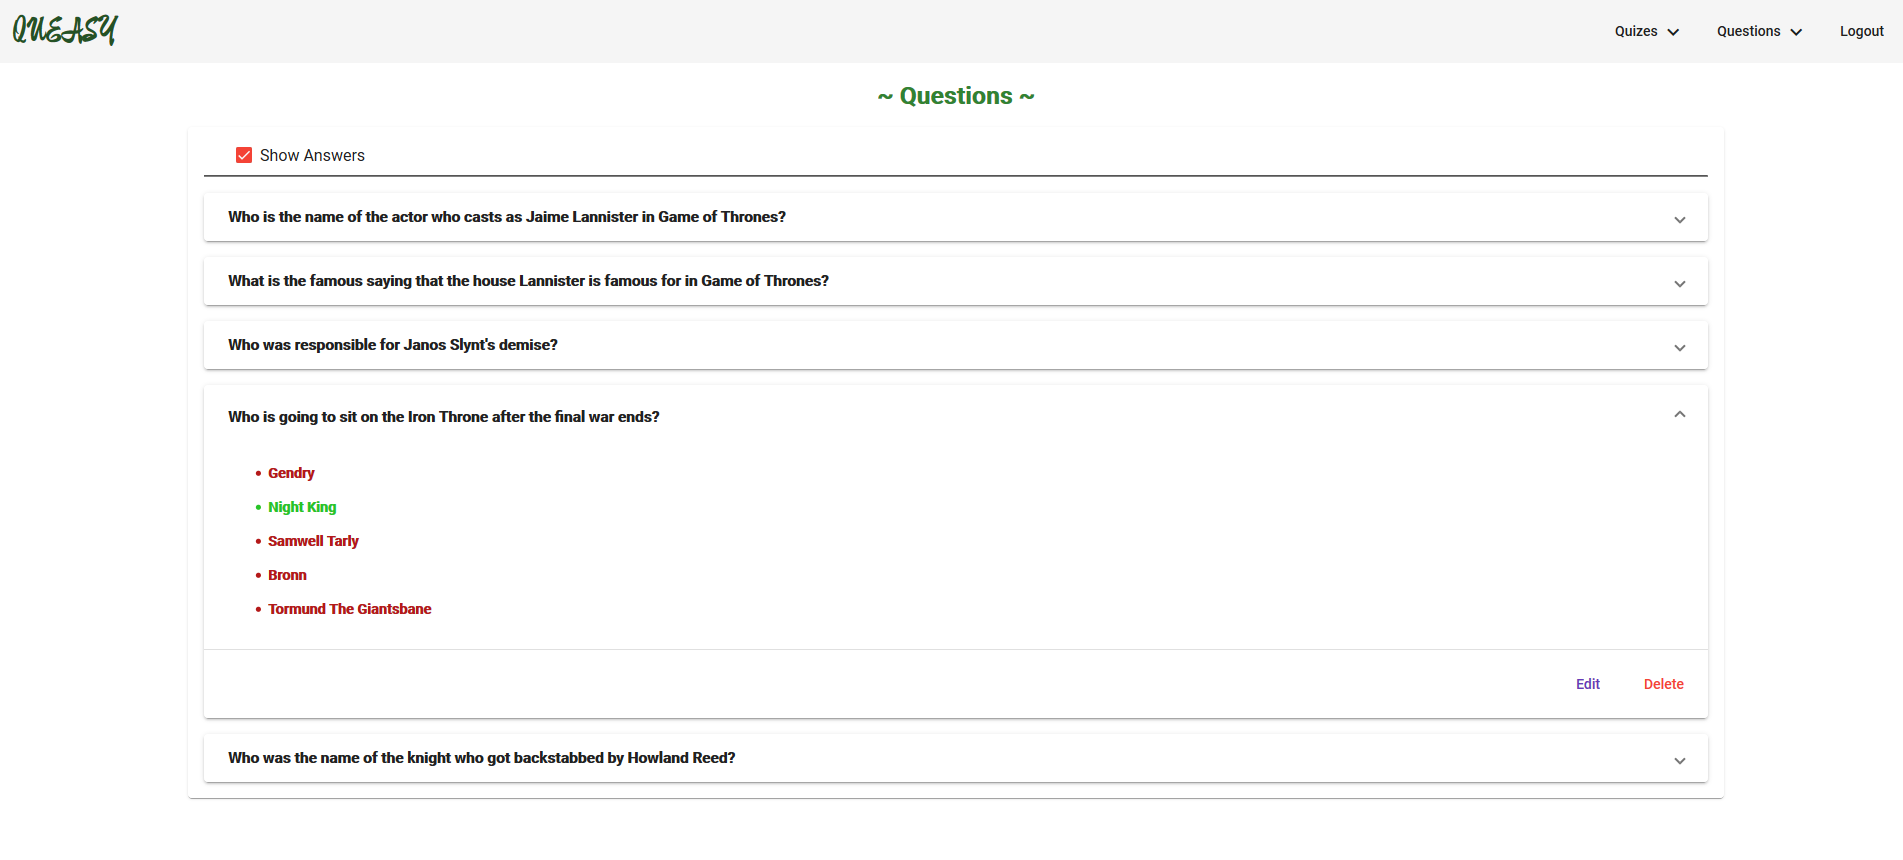 QUEASY
Quizes Questions Logout
~ Questions ~
Show Answers
Who is the name of the actor who casts as Jaime Lannister in Game of Thrones?
What is the famous saying that the house Lannister is famous for in Game of Thrones?
Who was responsible for Janos Slynt's demise?
Who is going to sit on the Iron Throne after the final war ends?
• Gendry
• Night King
• Samwell Tarly
• Bronn
• Tormund The Giantsbane
Edit Delete
Who was the name of the knight who got backstabbed by Howland Reed?